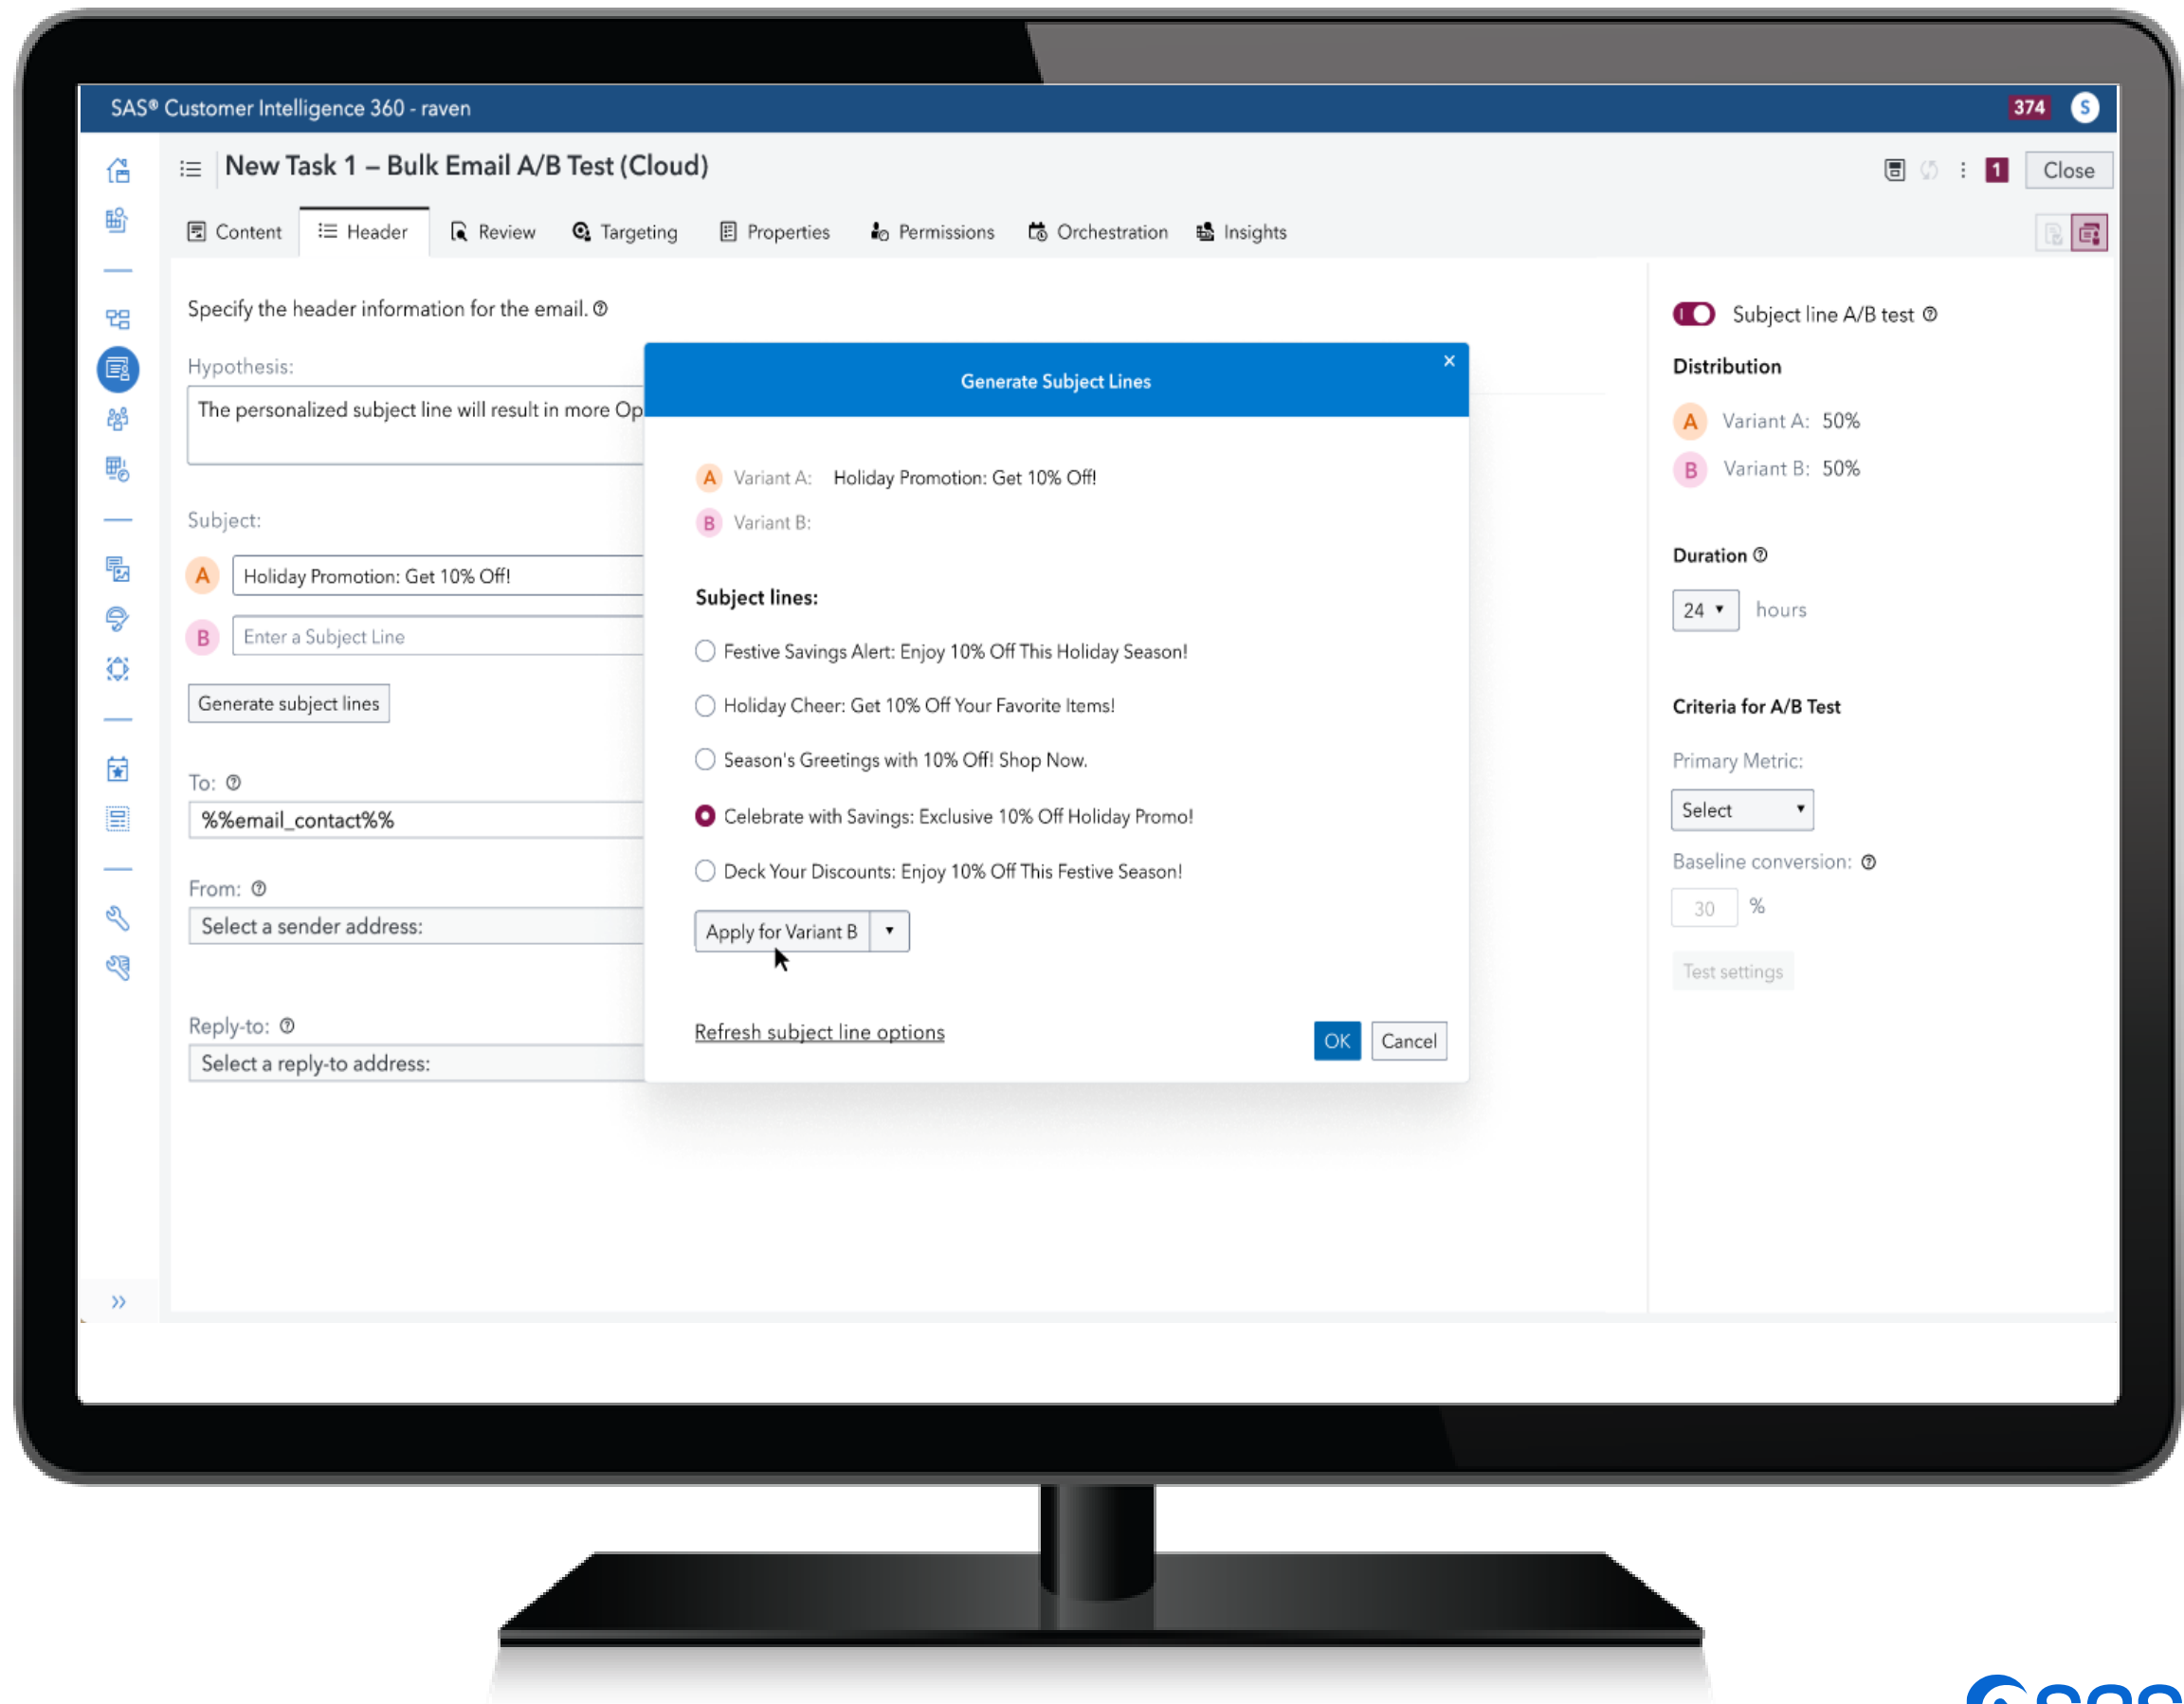 SAS® Customer Intelligence 360 - raven
374 S
New Task 1 – Bulk Email A/B Test (Cloud)
1 Close
Content Header Review Targeting Properties Permissions Orchestration Insights
Specify the header information for the email.
Hypothesis:
The personalized subject line will result in more Op
Subject:
A Holiday Promotion: Get 10% Off!
B Enter a Subject Line
Generate subject lines
To:
%%email_contact%%
From:
Select a sender address:
Reply-to:
Select a reply-to address:
Generate Subject Lines
A Variant A: Holiday Promotion: Get 10% Off!
B Variant B:
Subject lines:
Festive Savings Alert: Enjoy 10% Off This Holiday Season!
Holiday Cheer: Get 10% Off Your Favorite Items!
Season's Greetings with 10% Off! Shop Now.
Celebrate with Savings: Exclusive 10% Off Holiday Promo!
Deck Your Discounts: Enjoy 10% Off This Festive Season!
Apply for Variant B
Refresh subject line options
OK Cancel
Subject line A/B test
Distribution
A Variant A: 50%
B Variant B: 50%
Duration
24 hours
Criteria for A/B Test
Primary Metric:
Select
Baseline conversion:
30 %
Test settings
sas